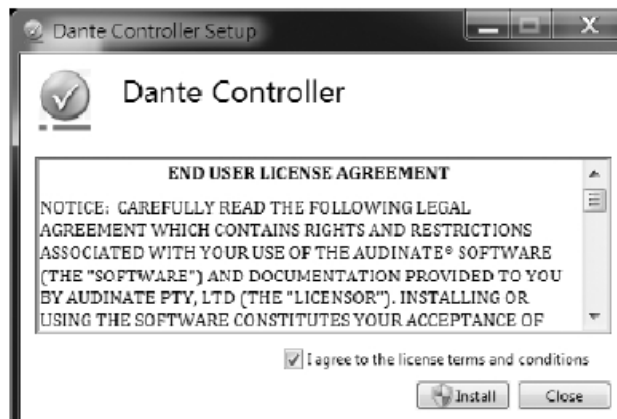 Dante Controller Setup
Dante Controller
END USER LICENSE AGREEMENT
NOTICE: CAREFULLY READ THE FOLLOWING LEGAL
AGREEMENT WHICH CONTAINS RIGHTS AND RESTRICTIONS
ASSOCIATED WITH YOUR USE OF THE AUDINATE® SOFTWARE
(THE "SOFTWARE") AND DOCUMENTATION PROVIDED TO YOU
BY AUDINATE PTY, LTD (THE "LICENSOR"). INSTALLING OR
USING THE SOFTWARE CONSTITUTES YOUR ACCEPTANCE OF
I agree to the license terms and conditions
Install Close